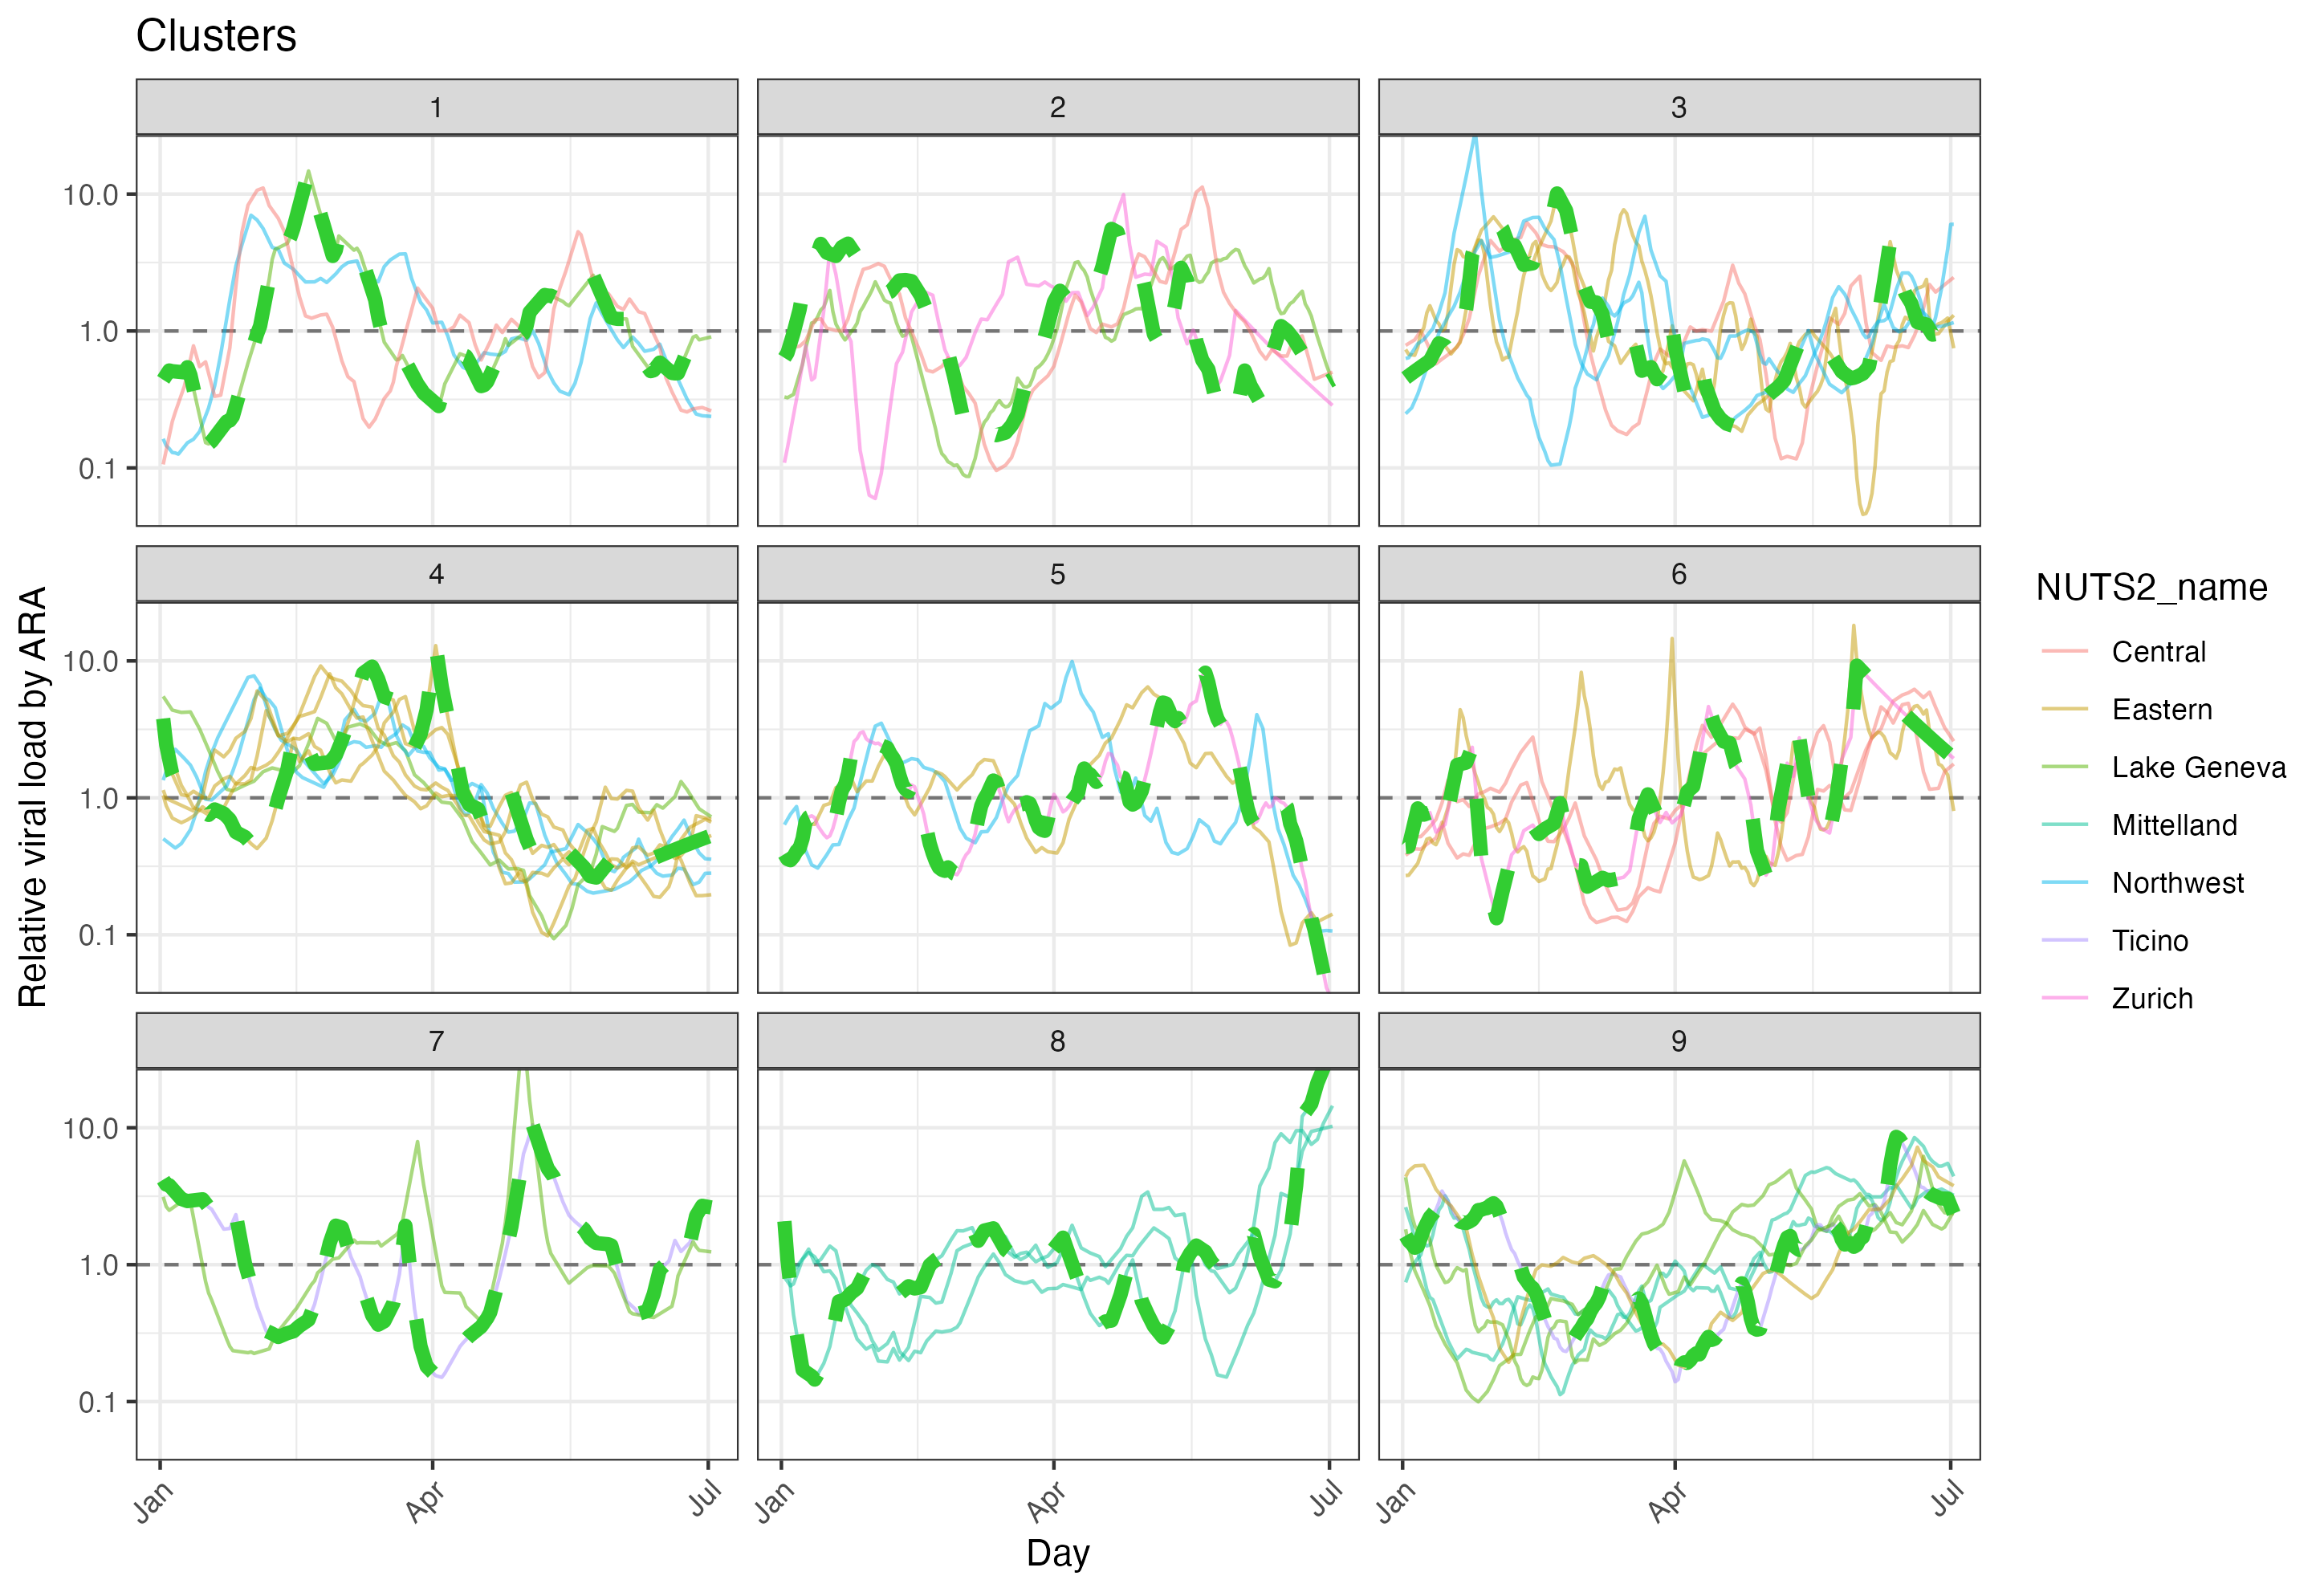 Clusters
1
2
3
10.0
1.0
0.1
4
5
6
10.0
1.0
0.1
7
8
9
10.0
1.0
0.1
Jan
Apr
Jul
Jan
Apr
Jul
Jan
Apr
Jul
Day
Relative viral load by ARA
NUTS2_name
Central
Eastern
Lake Geneva
Mittelland
Northwest
Ticino
Zurich